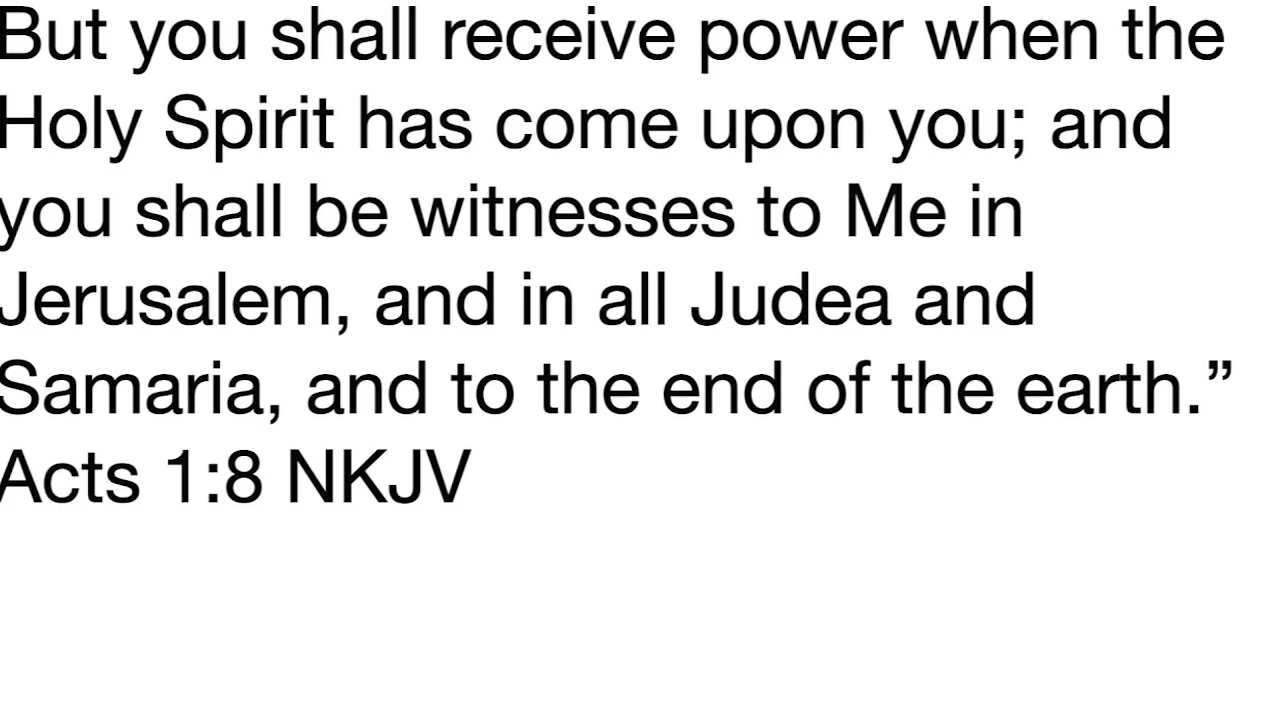 But you shall receive power when the
Holy Spirit has come upon you; and
you shall be witnesses to Me in
Jerusalem, and in all Judea and
Samaria, and to the end of the earth.”
Acts 1:8 NKJV